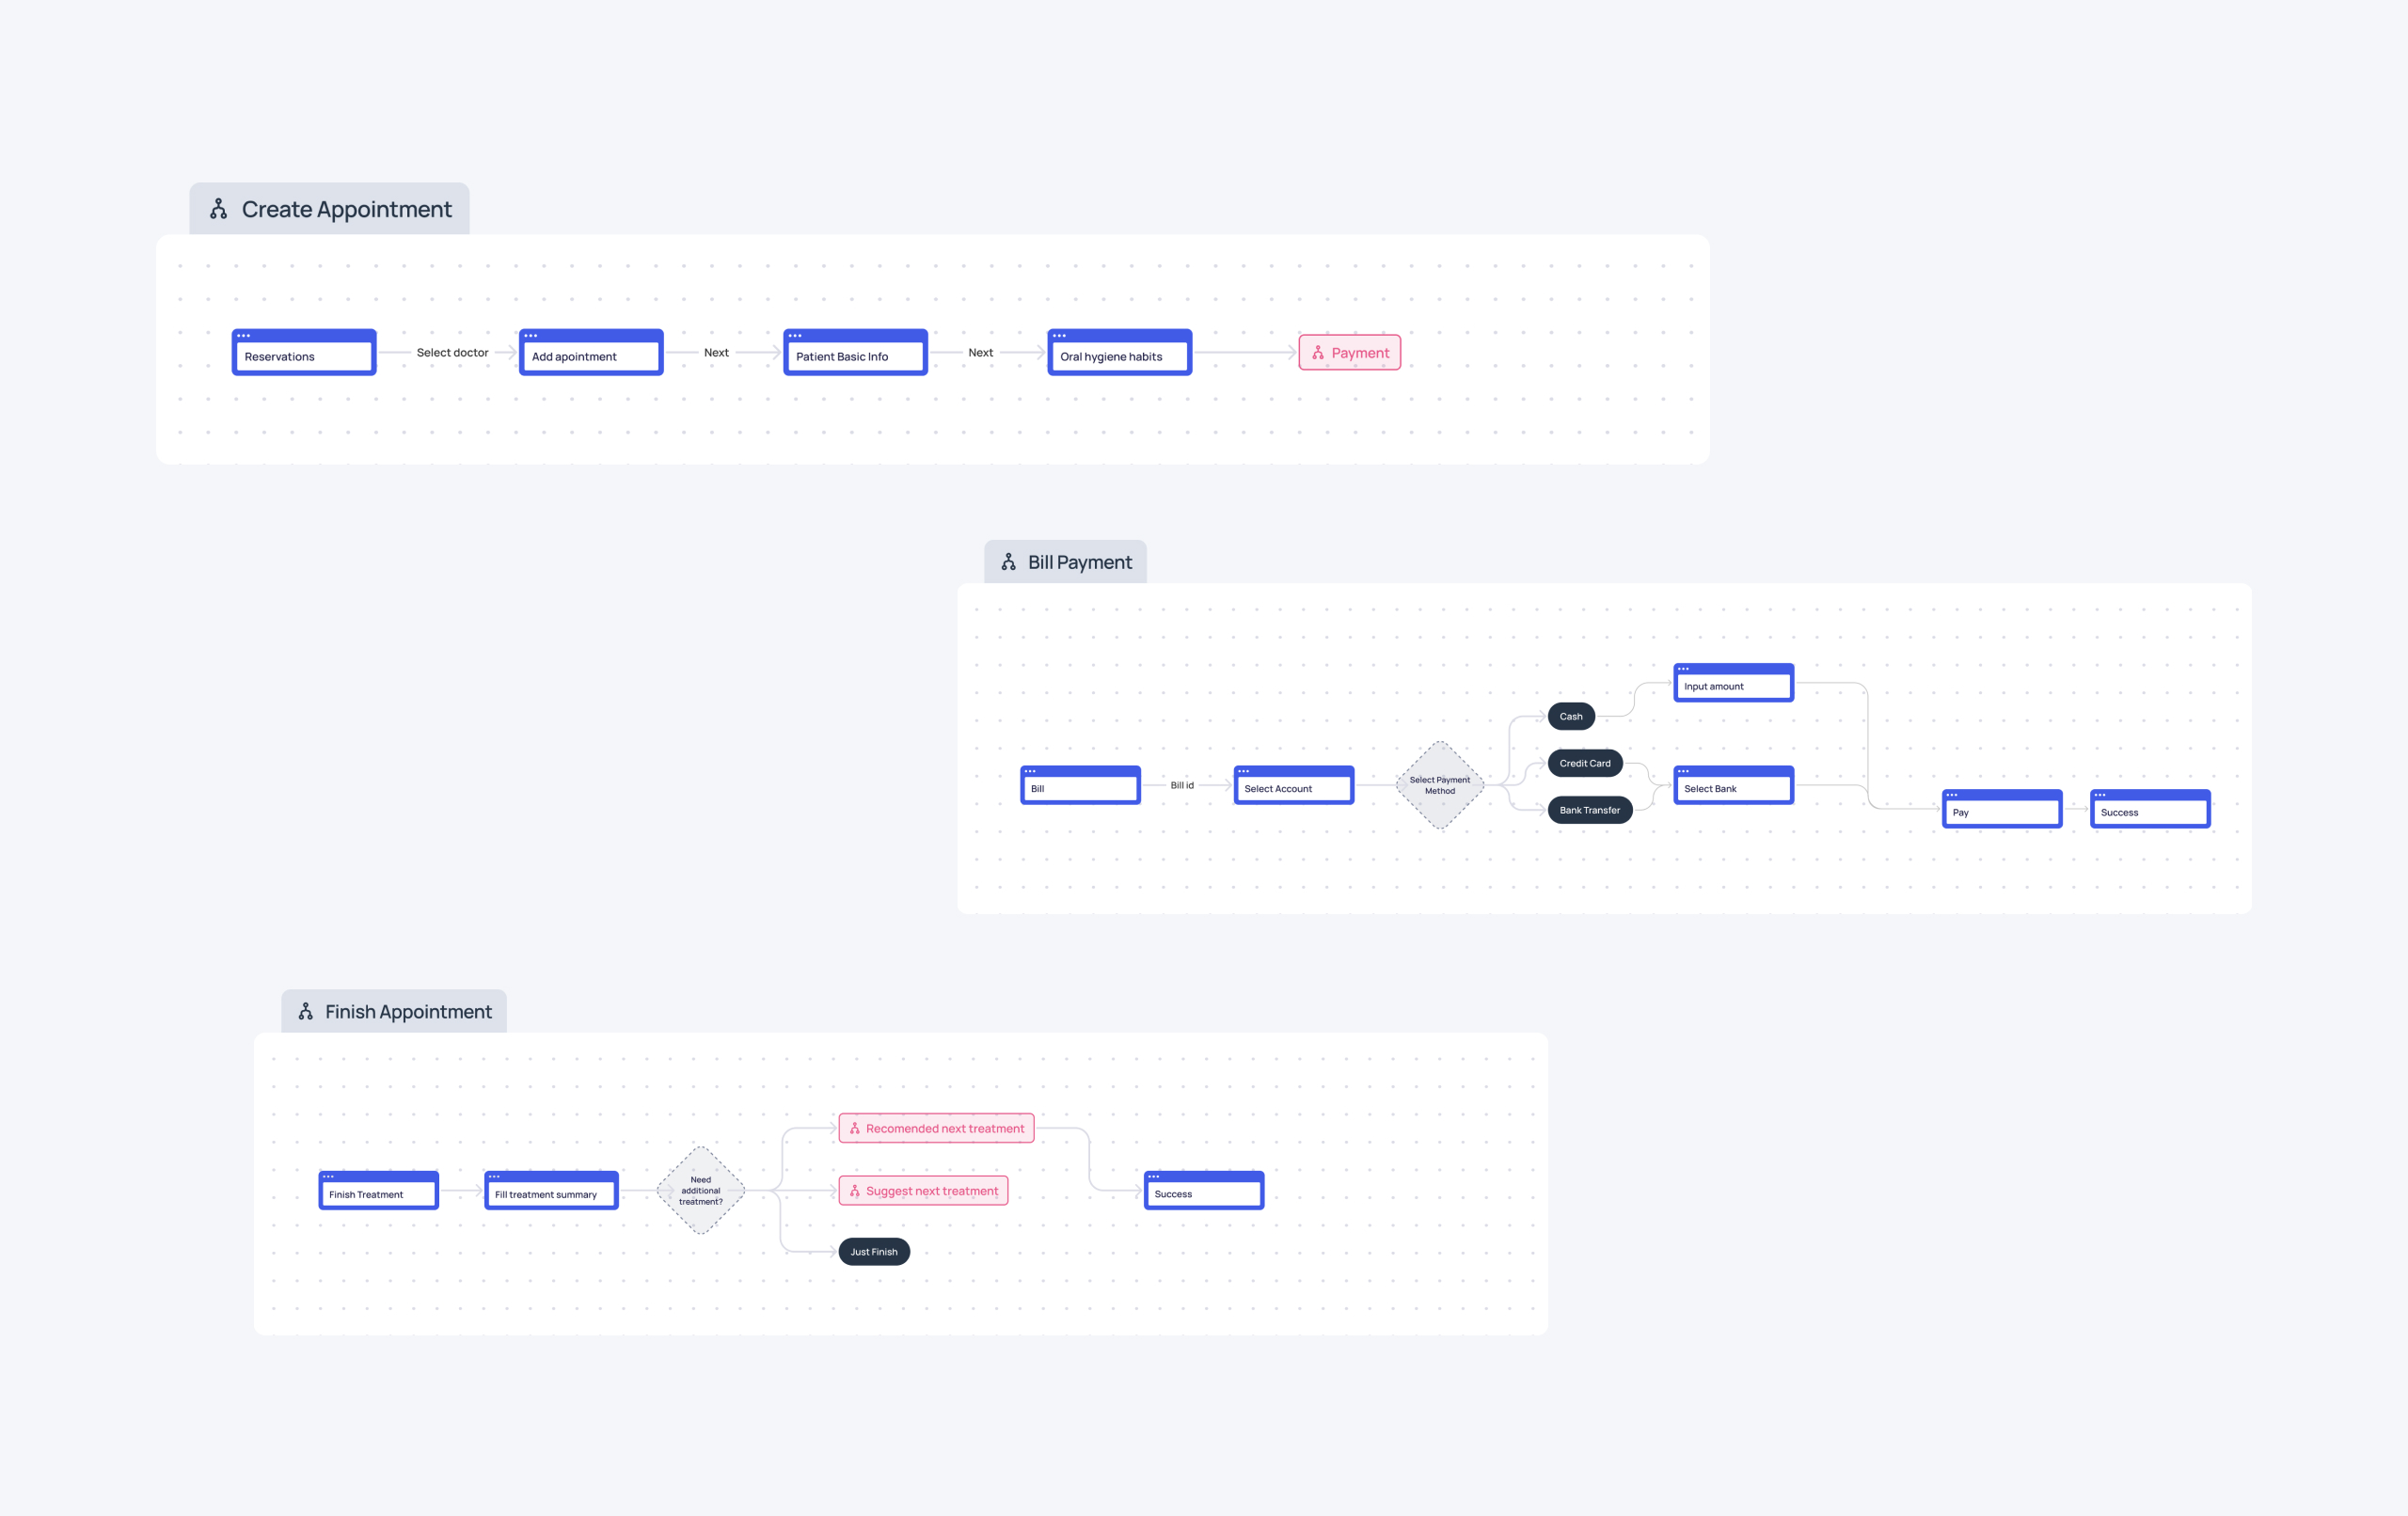 Create Appointment
Reservations
Select doctor
Add apointment
Next
Patient Basic Info
Next
Oral hygiene habits
Payment
Bill Payment
Bill
Bill id
Select Account
Select Payment
Method
Cash
Credit Card
Bank Transfer
Input amount
Select Bank
Pay
Success
Finish Appointment
Finish Treatment
Fill treatment summary
Need
additional
treatment?
Recomended next treatment
Suggest next treatment
Just Finish
Success